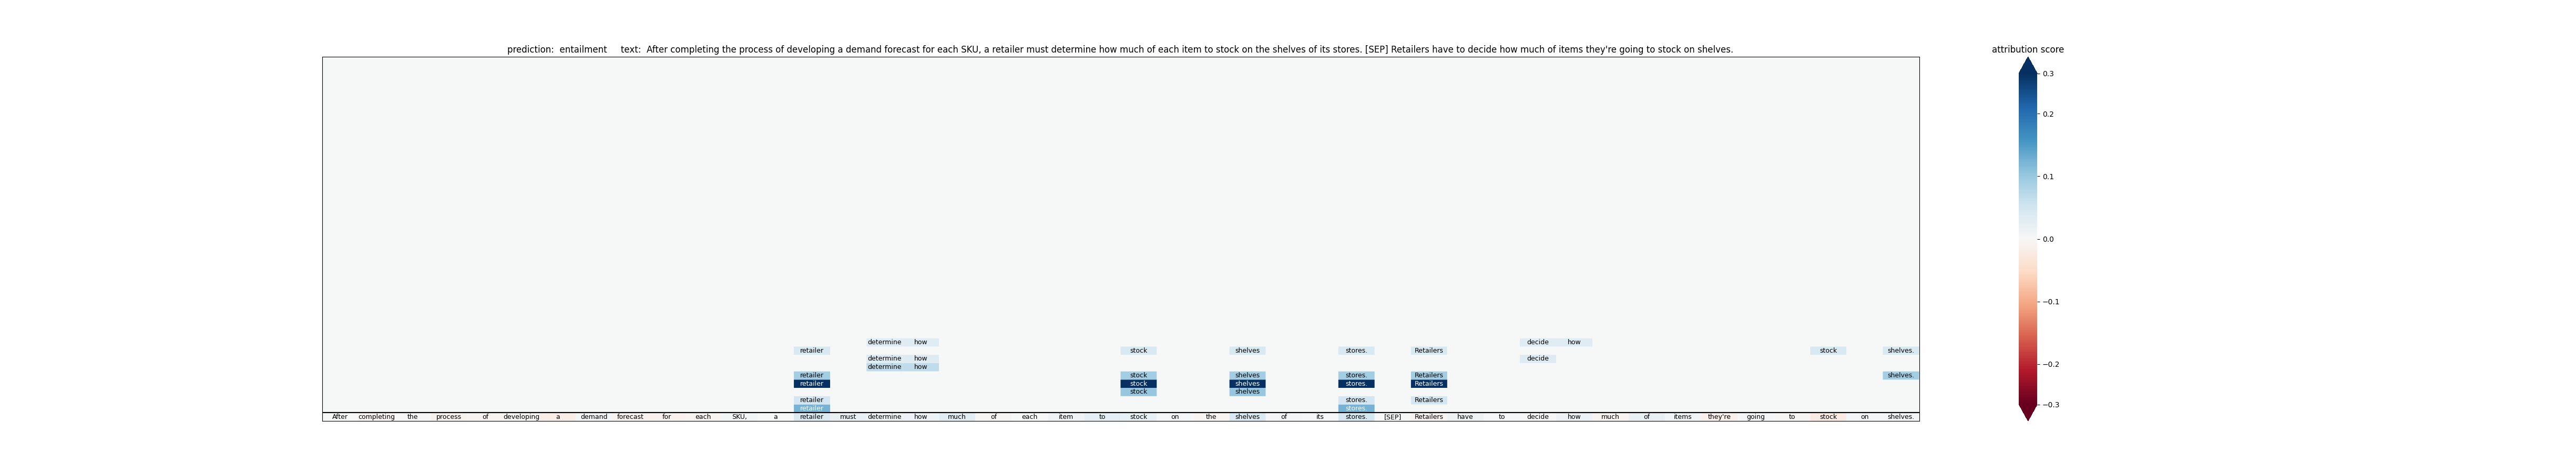 prediction:  entailment     text:  After completing the process of developing a demand forecast for each SKU, a retailer must determine how much of each item to stock on the shelves of its stores. [SEP] Retailers have to decide how much of items they're going to stock on shelves.
attribution score
0.3
0.2
0.1
0.0
−0.1
−0.2
−0.3
determine how decide how
retailer stock shelves stores. Retailers stock shelves.
determine how decide
determine how
retailer stock shelves stores. Retailers shelves.
retailer stock shelves stores. Retailers
stock shelves
retailer stores. Retailers
retailer stores.
After completing the process of developing a demand forecast for each SKU, a retailer must determine how much of each item to stock on the shelves of its stores. [SEP] Retailers have to decide how much of items they're going to stock on shelves.